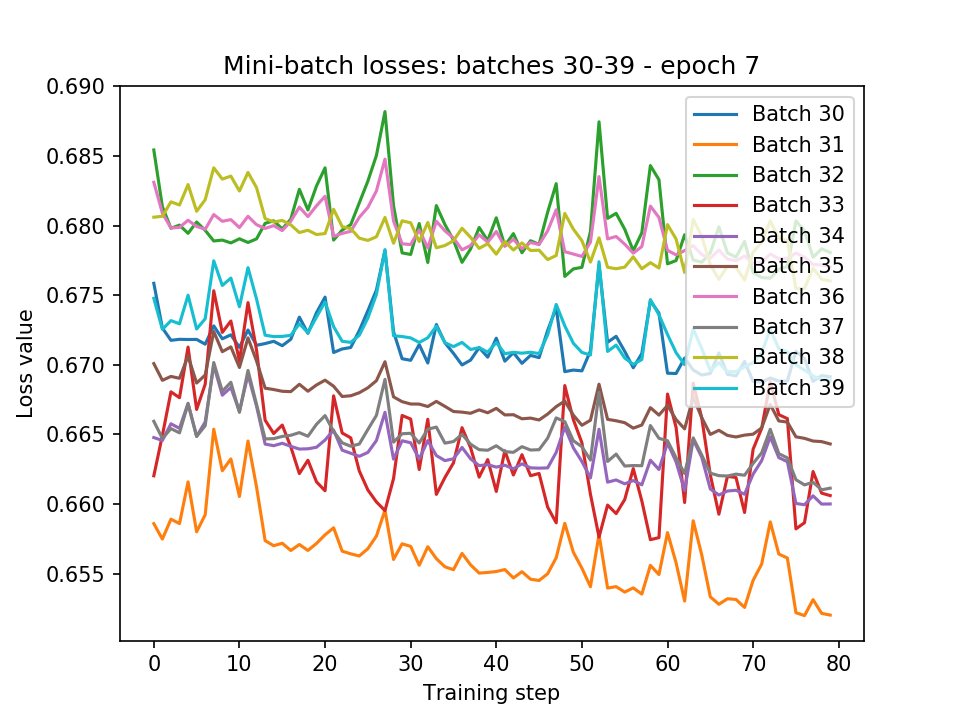 Mini-batch losses: batches 30-39 - epoch 7
0.690
0.685
0.680
0.675
0.670
0.665
0.660
0.655
Loss value
0
10
20
30
40
50
60
70
80
Training step
Batch 30
Batch 31
Batch 32
Batch 33
Batch 34
Batch 35
Batch 36
Batch 37
Batch 38
Batch 39